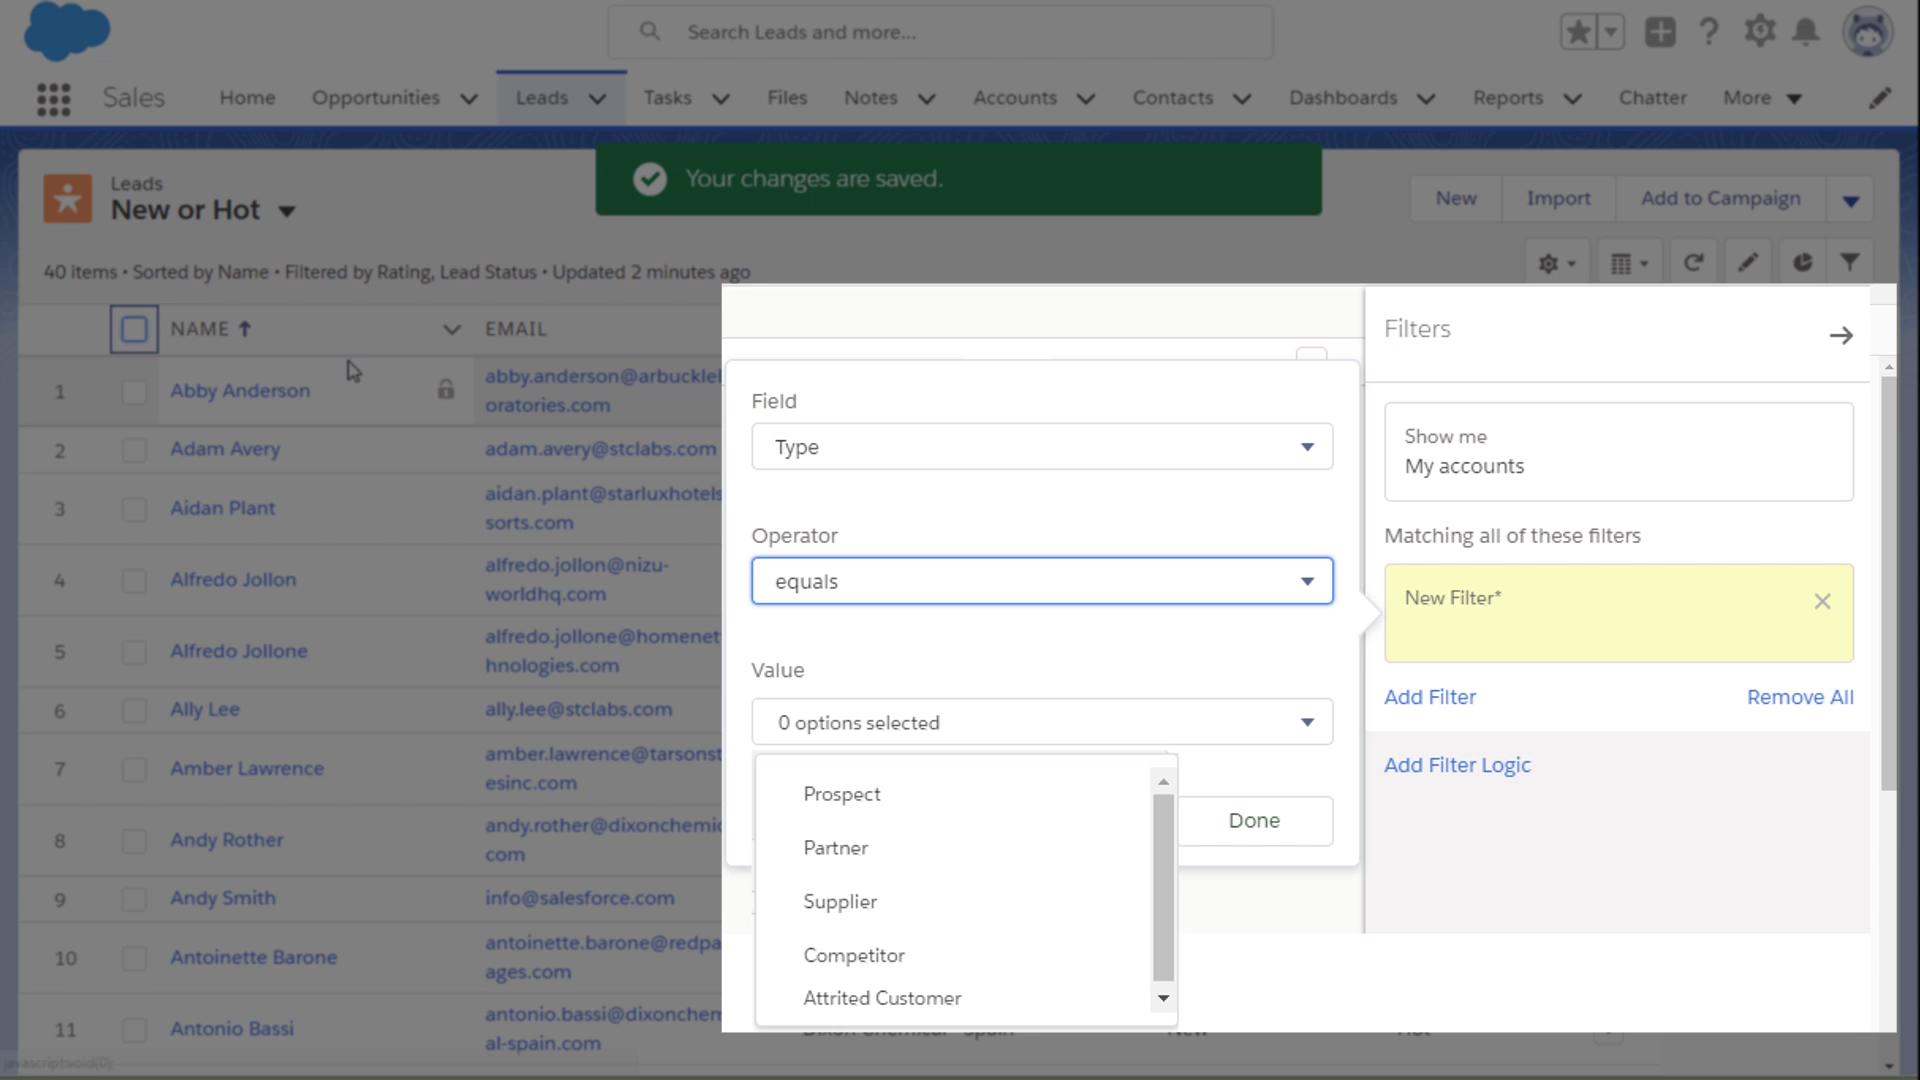 Search Leads and more...
Sales
Home
Opportunities
Leads
Tasks
Files
Notes
Accounts
Contacts
Dashboards
Reports
Chatter
More
Your changes are saved.
Leads
New or Hot
New
Import
Add to Campaign
40 items • Sorted by Name • Filtered by Rating, Lead Status • Updated 2 minutes ago
NAME
EMAIL
1
Abby Anderson
abby.anderson@arbuckle
oratories.com
2
Adam Avery
adam.avery@stclabs.com
3
Aidan Plant
aidan.plant@starluxhotels
sorts.com
4
Alfredo Jollon
alfredo.jollon@nizu-
worldhq.com
5
Alfredo Jollone
alfredo.jollone@homenet
hnologies.com
6
Ally Lee
ally.lee@stclabs.com
7
Amber Lawrence
amber.lawrence@tarsonst
esinc.com
8
Andy Rother
andy.rother@dixonchemic
com
9
Andy Smith
info@salesforce.com
10
Antoinette Barone
antoinette.barone@redpa
ages.com
11
Antonio Bassi
antonio.bassi@dixonchem
al-spain.com
Field
Type
Operator
equals
Value
0 options selected
Prospect
Partner
Supplier
Competitor
Attrited Customer
Done
Filters
Show me
My accounts
Matching all of these filters
New Filter*
Add Filter
Remove All
Add Filter Logic
javascript:void(0);